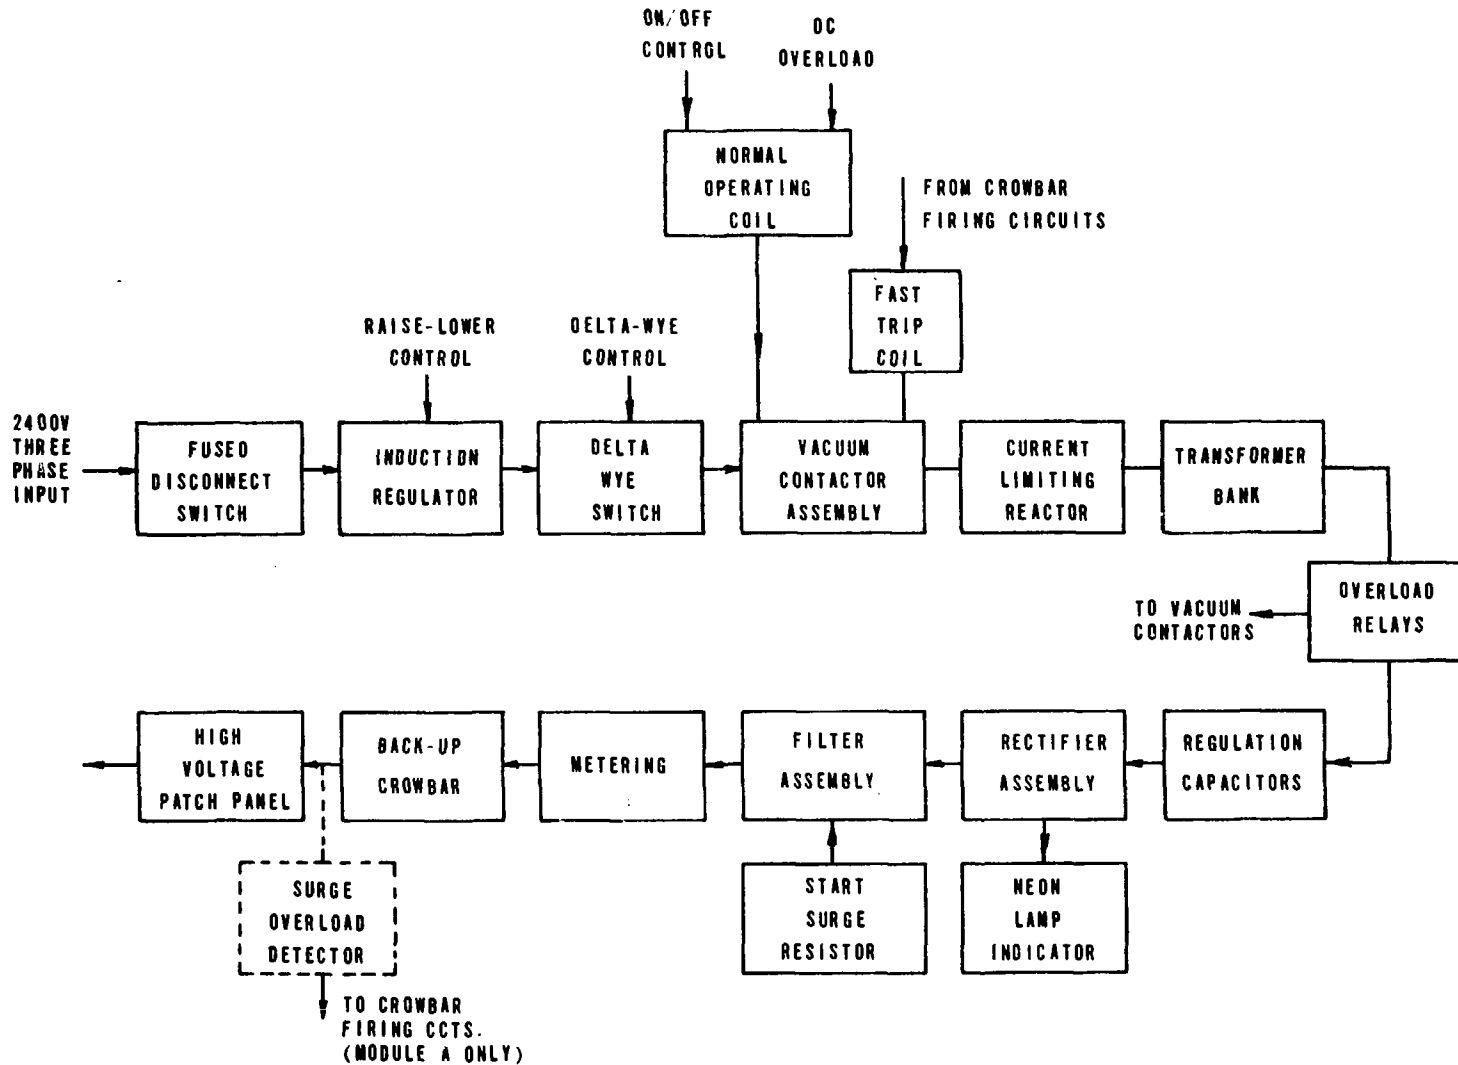 ON/OFF
CONTROL
DC
OVERLOAD
NORMAL
OPERATING
COIL
FROM CROWBAR
FIRING CIRCUITS
FAST
TRIP
COIL
RAISE-LOWER
CONTROL
DELTA-WYE
CONTROL
2400V
THREE
PHASE
INPUT
FUSED
DISCONNECT
SWITCH
INDUCTION
REGULATOR
DELTA
WYE
SWITCH
VACUUM
CONTACTOR
ASSEMBLY
CURRENT
LIMITING
REACTOR
TRANSFORMER
BANK
OVERLOAD
RELAYS
TO VACUUM
CONTACTORS
HIGH
VOLTAGE
PATCH PANEL
BACK-UP
CROWBAR
METERING
FILTER
ASSEMBLY
RECTIFIER
ASSEMBLY
REGULATION
CAPACITORS
SURGE
OVERLOAD
DETECTOR
START
SURGE
RESISTOR
NEON
LAMP
INDICATOR
TO CROWBAR
FIRING CCTS.
(MODULE A ONLY)